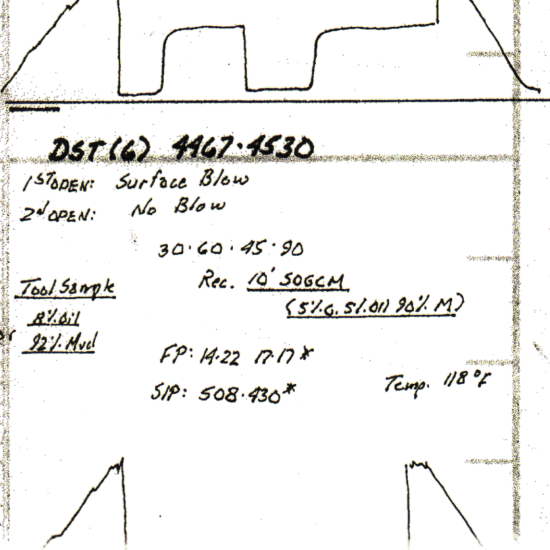 DST (6) 4467·4530
1ST OPEN: Surface Blow
2nd OPEN: No Blow
30·60·45·90
Rec. 10' SOGCM
(5% G, 5% Oil 90% M)
Tool Sample
8% Oil
92% Mud
FP: 14·22 17·17*
SIP: 508·430*
Temp. 118°F